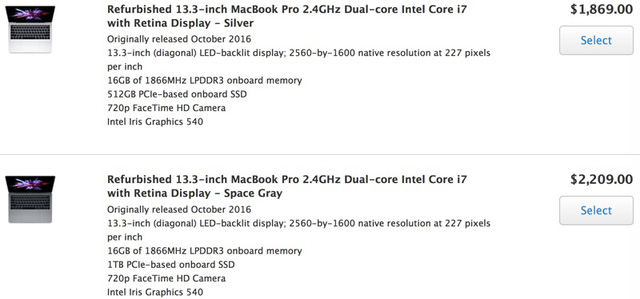 Refurbished 13.3-inch MacBook Pro 2.4GHz Dual-core Intel Core i7
$1,869.00
with Retina Display – Silver
Originally released October 2016
Select
13.3-inch (diagonal) LED-backlit display; 2560-by-1600 native resolution at 227 pixels
per inch
16GB of 1866MHz LPDDR3 onboard memory
512GB PCIe-based onboard SSD
720p FaceTime HD Camera
Intel Iris Graphics 540
Refurbished 13.3-inch MacBook Pro 2.4GHz Dual-core Intel Core i7
$2,209.00
with Retina Display – Space Gray
Originally released October 2016
Select
13.3-inch (diagonal) LED-backlit display; 2560-by-1600 native resolution at 227 pixels
per inch
16GB of 1866MHz LPDDR3 onboard memory
1TB PCIe-based onboard SSD
720p FaceTime HD Camera
Intel Iris Graphics 540